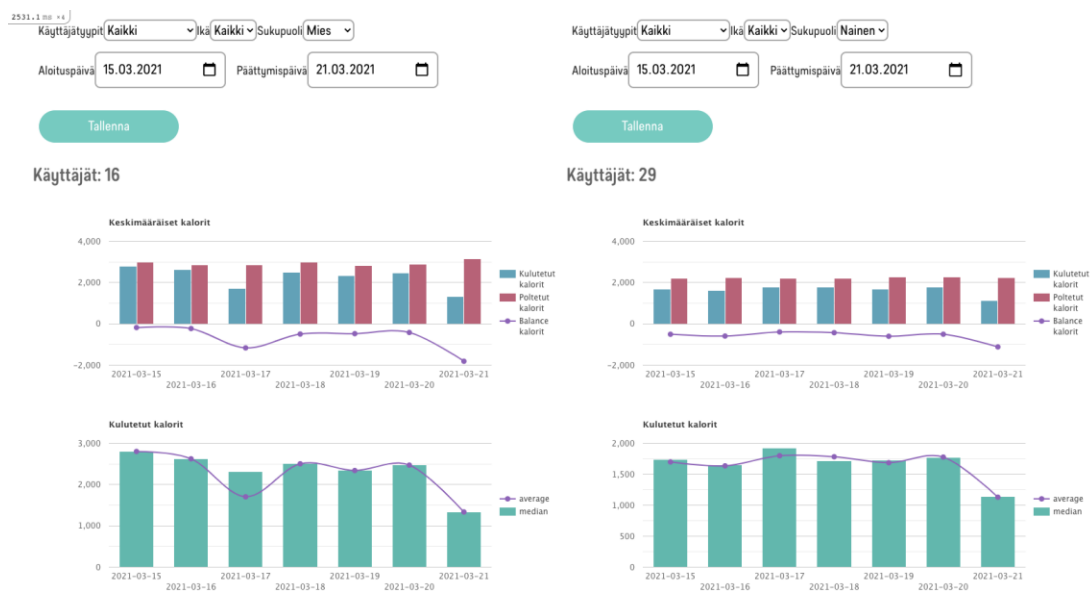 2531.1 ms ×4
Käyttäjätyypit Kaikki Ikä Kaikki Sukupuoli Mies
Aloituspäivä 15.03.2021 Päättymispäivä 21.03.2021
Tallenna
Käyttäjät: 16
Keskimääräiset kalorit
4,000
2,000
0
−2,000
2021-03-15
2021-03-16
2021-03-17
2021-03-18
2021-03-19
2021-03-20
2021-03-21
Kulutetut
kalorit
Poltetut
kalorit
Balance
kalorit
Kulutetut kalorit
3,000
2,000
1,000
0
2021-03-15
2021-03-16
2021-03-17
2021-03-18
2021-03-19
2021-03-20
2021-03-21
average
median
Käyttäjätyypit Kaikki Ikä Kaikki Sukupuoli Nainen
Aloituspäivä 15.03.2021 Päättymispäivä 21.03.2021
Tallenna
Käyttäjät: 29
Keskimääräiset kalorit
4,000
2,000
0
−2,000
2021-03-15
2021-03-16
2021-03-17
2021-03-18
2021-03-19
2021-03-20
2021-03-21
Kulutetut
kalorit
Poltetut
kalorit
Balance
kalorit
Kulutetut kalorit
2,000
1,500
1,000
500
0
2021-03-15
2021-03-16
2021-03-17
2021-03-18
2021-03-19
2021-03-20
2021-03-21
average
median